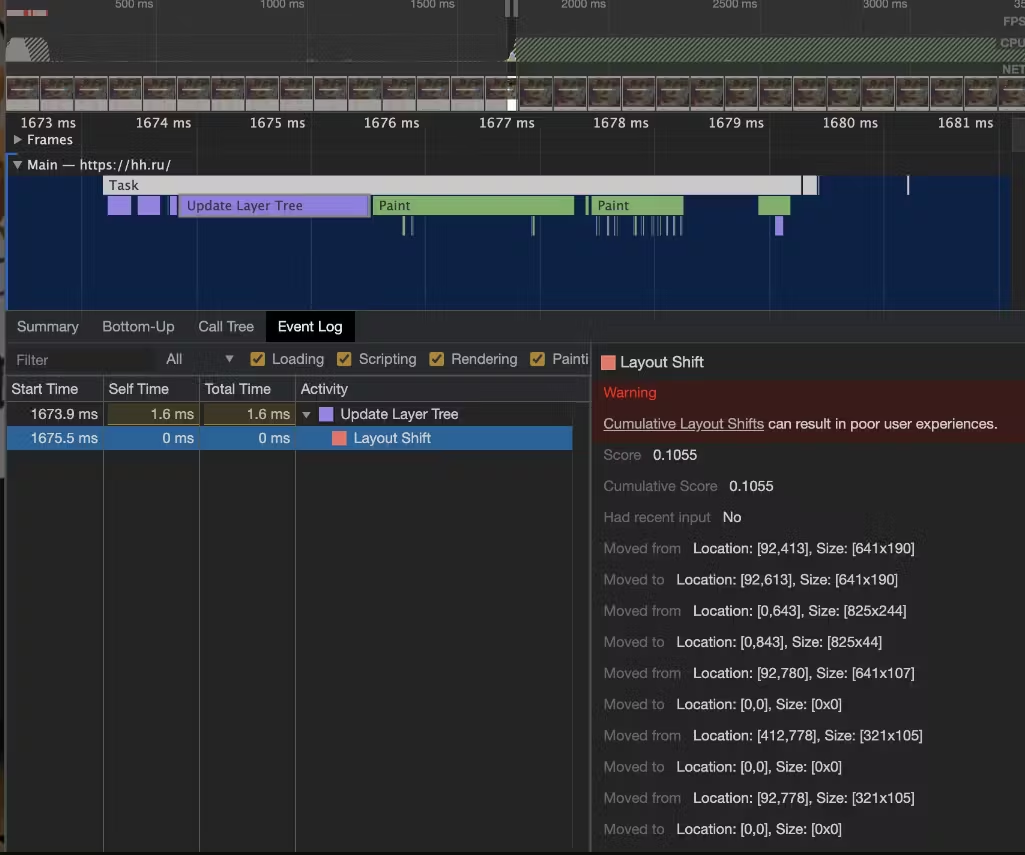 500 ms 1000 ms 1500 ms 2000 ms 2500 ms 3000 ms
FPS
CPU
NET
1673 ms 1674 ms 1675 ms 1676 ms 1677 ms 1678 ms 1679 ms 1680 ms 1681 ms
Frames
Main — https://hh.ru/
Task
Update Layer Tree Paint Paint
Summary Bottom-Up Call Tree Event Log
Filter All Loading Scripting Rendering Painti
Start Time Self Time Total Time Activity
1673.9 ms 1.6 ms 1.6 ms Update Layer Tree
1675.5 ms 0 ms 0 ms Layout Shift
Layout Shift
Warning
Cumulative Layout Shifts can result in poor user experiences.
Score 0.1055
Cumulative Score 0.1055
Had recent input No
Moved from Location: [92,413], Size: [641x190]
Moved to Location: [92,613], Size: [641x190]
Moved from Location: [0,643], Size: [825x244]
Moved to Location: [0,843], Size: [825x44]
Moved from Location: [92,780], Size: [641x107]
Moved to Location: [0,0], Size: [0x0]
Moved from Location: [412,778], Size: [321x105]
Moved to Location: [0,0], Size: [0x0]
Moved from Location: [92,778], Size: [321x105]
Moved to Location: [0,0], Size: [0x0]